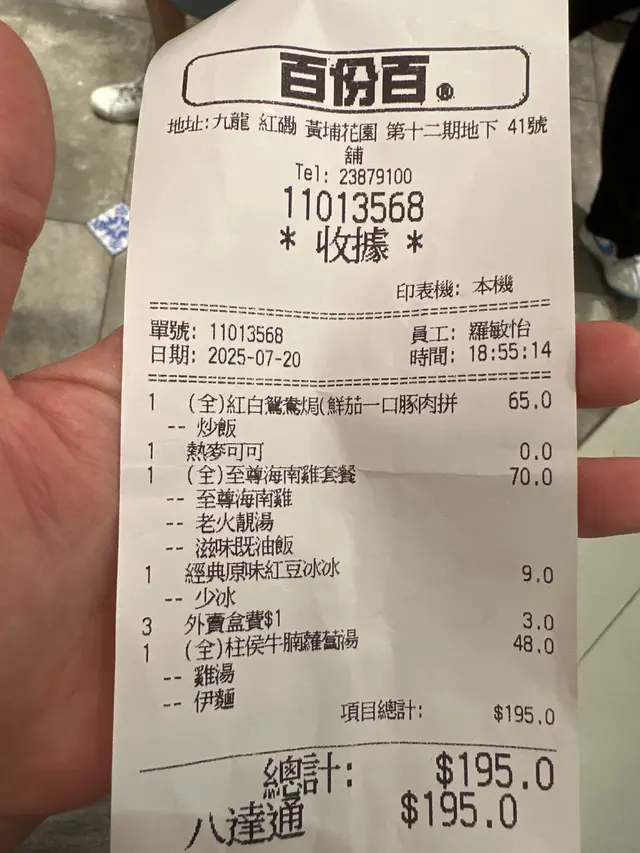 百份百®
地址:九龍 紅磡 黃埔花園 第十二期地下 41號
舖
Tel: 23879100
11013568
* 收據 *
印表機: 本機
單號: 11013568 員工: 羅敏怡
日期: 2025-07-20 時間: 18:55:14
1 (全)紅白鴛鴦焗(鮮茄一口豚肉拼 65.0
-- 炒飯
1 熱麥可可 0.0
1 (全)至尊海南雞套餐 70.0
-- 至尊海南雞
-- 老火靚湯
-- 滋味既油飯
1 經典原味紅豆冰冰 9.0
-- 少冰
3 外賣盒費$1 3.0
1 (全)柱侯牛腩蘿蔔湯 48.0
-- 雞湯
-- 伊麵
項目總計: $195.0
總計: $195.0
八達通 $195.0